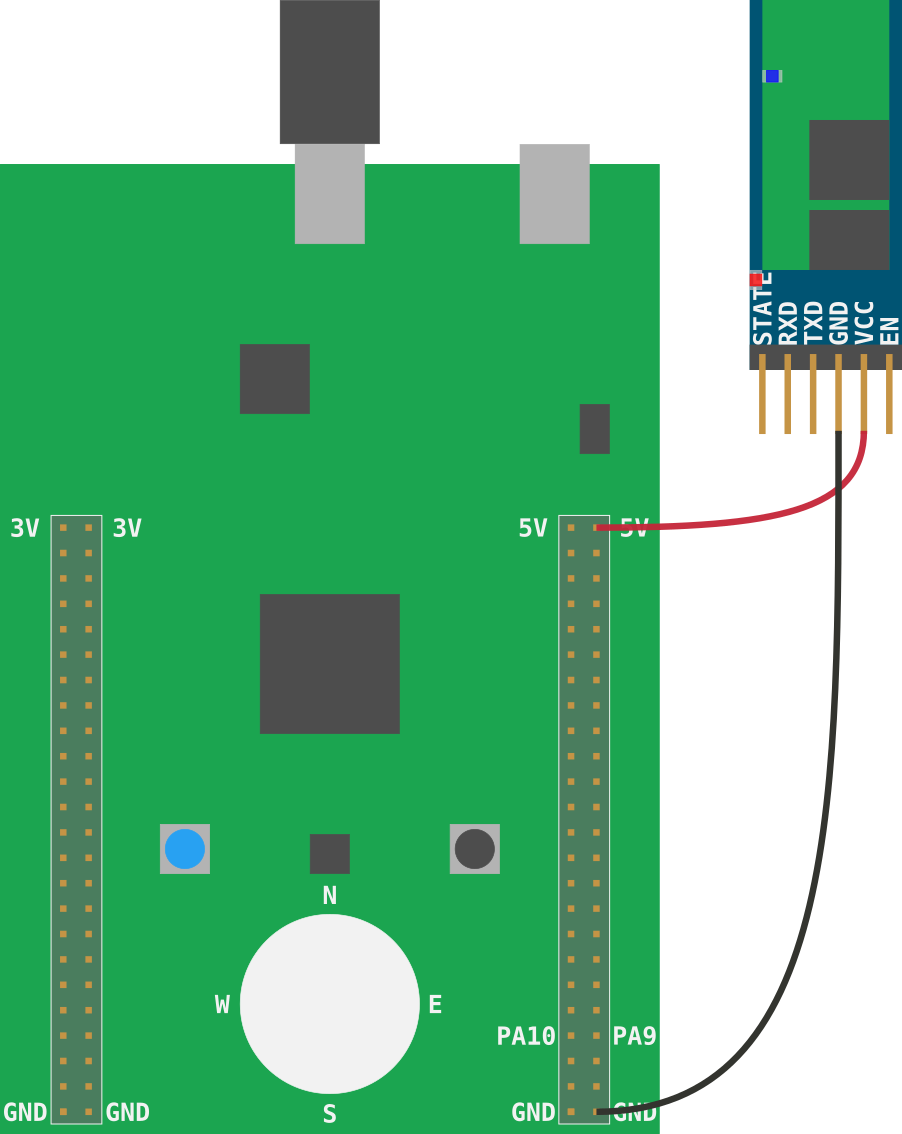 STATE
RXD
TXD
GND
VCC
EN
3V 3V 5V 5V
N
W E
PA10 PA9
GND GND GND GND
S